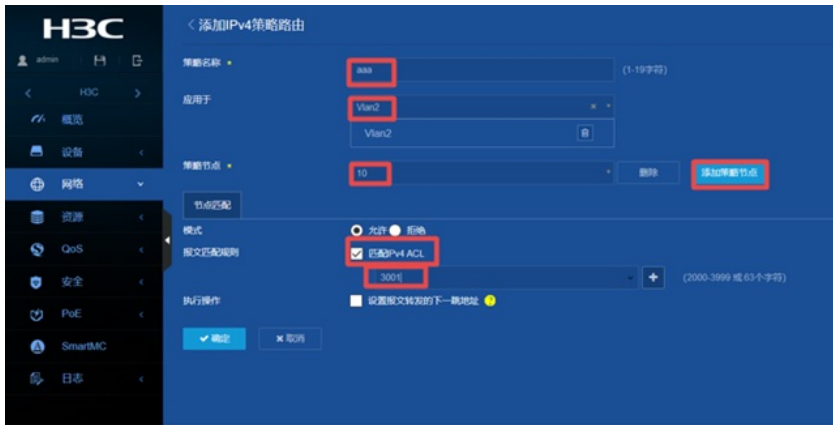 H3C
admin
H3C
概览
设备
网络
资源
QoS
安全
PoE
SmartMC
日志
添加IPv4策略路由
策略名称
aaa
(1-19字符)
应用于
Vlan2
Vlan2
策略节点
10
删除
添加策略节点
节点匹配
模式
允许
拒绝
报文匹配规则
匹配IPv4 ACL
3001
(2000-3999 或 63个字符)
执行操作
设置报文转发的下一跳地址
确定
取消